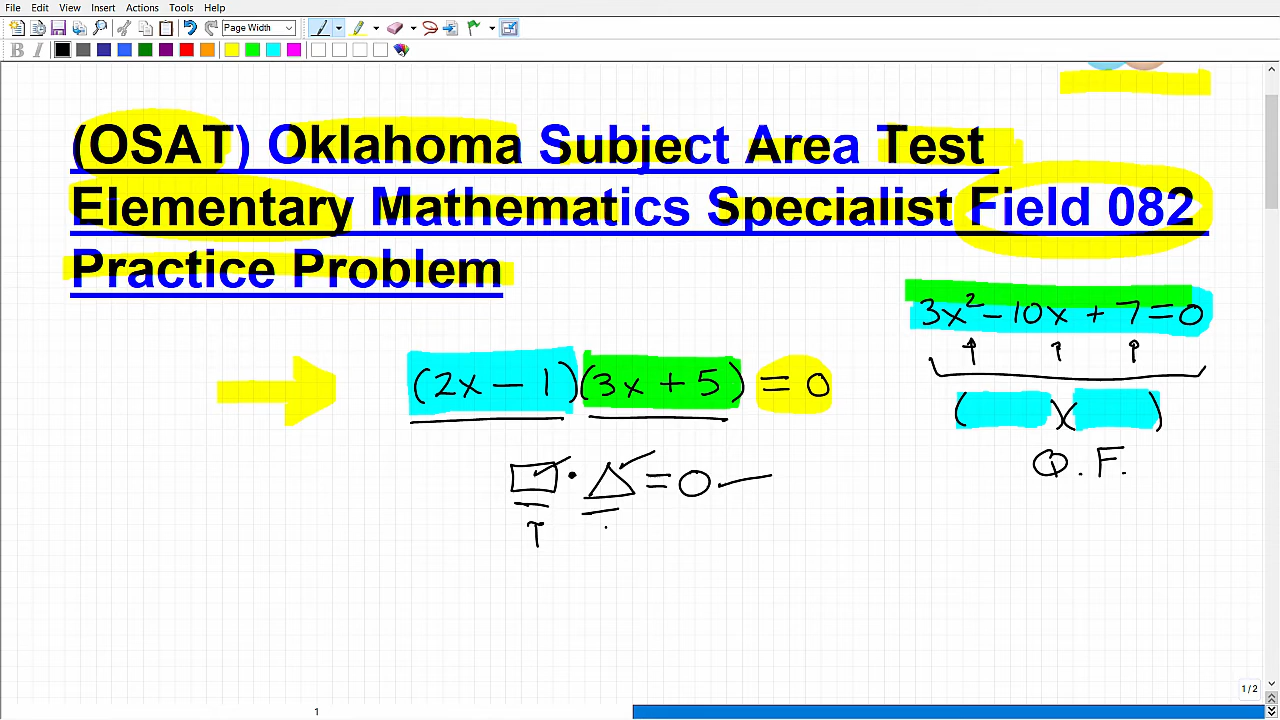 File Edit View Insert Actions Tools Help
Page Width
B I
(OSAT) Oklahoma Subject Area Test
Elementary Mathematics Specialist Field 082
Practice Problem
3x² − 10x + 7 = 0
(2x − 1)(3x + 5) = 0
( )( )
Q.F.
□ · △ = 0
1/2
1